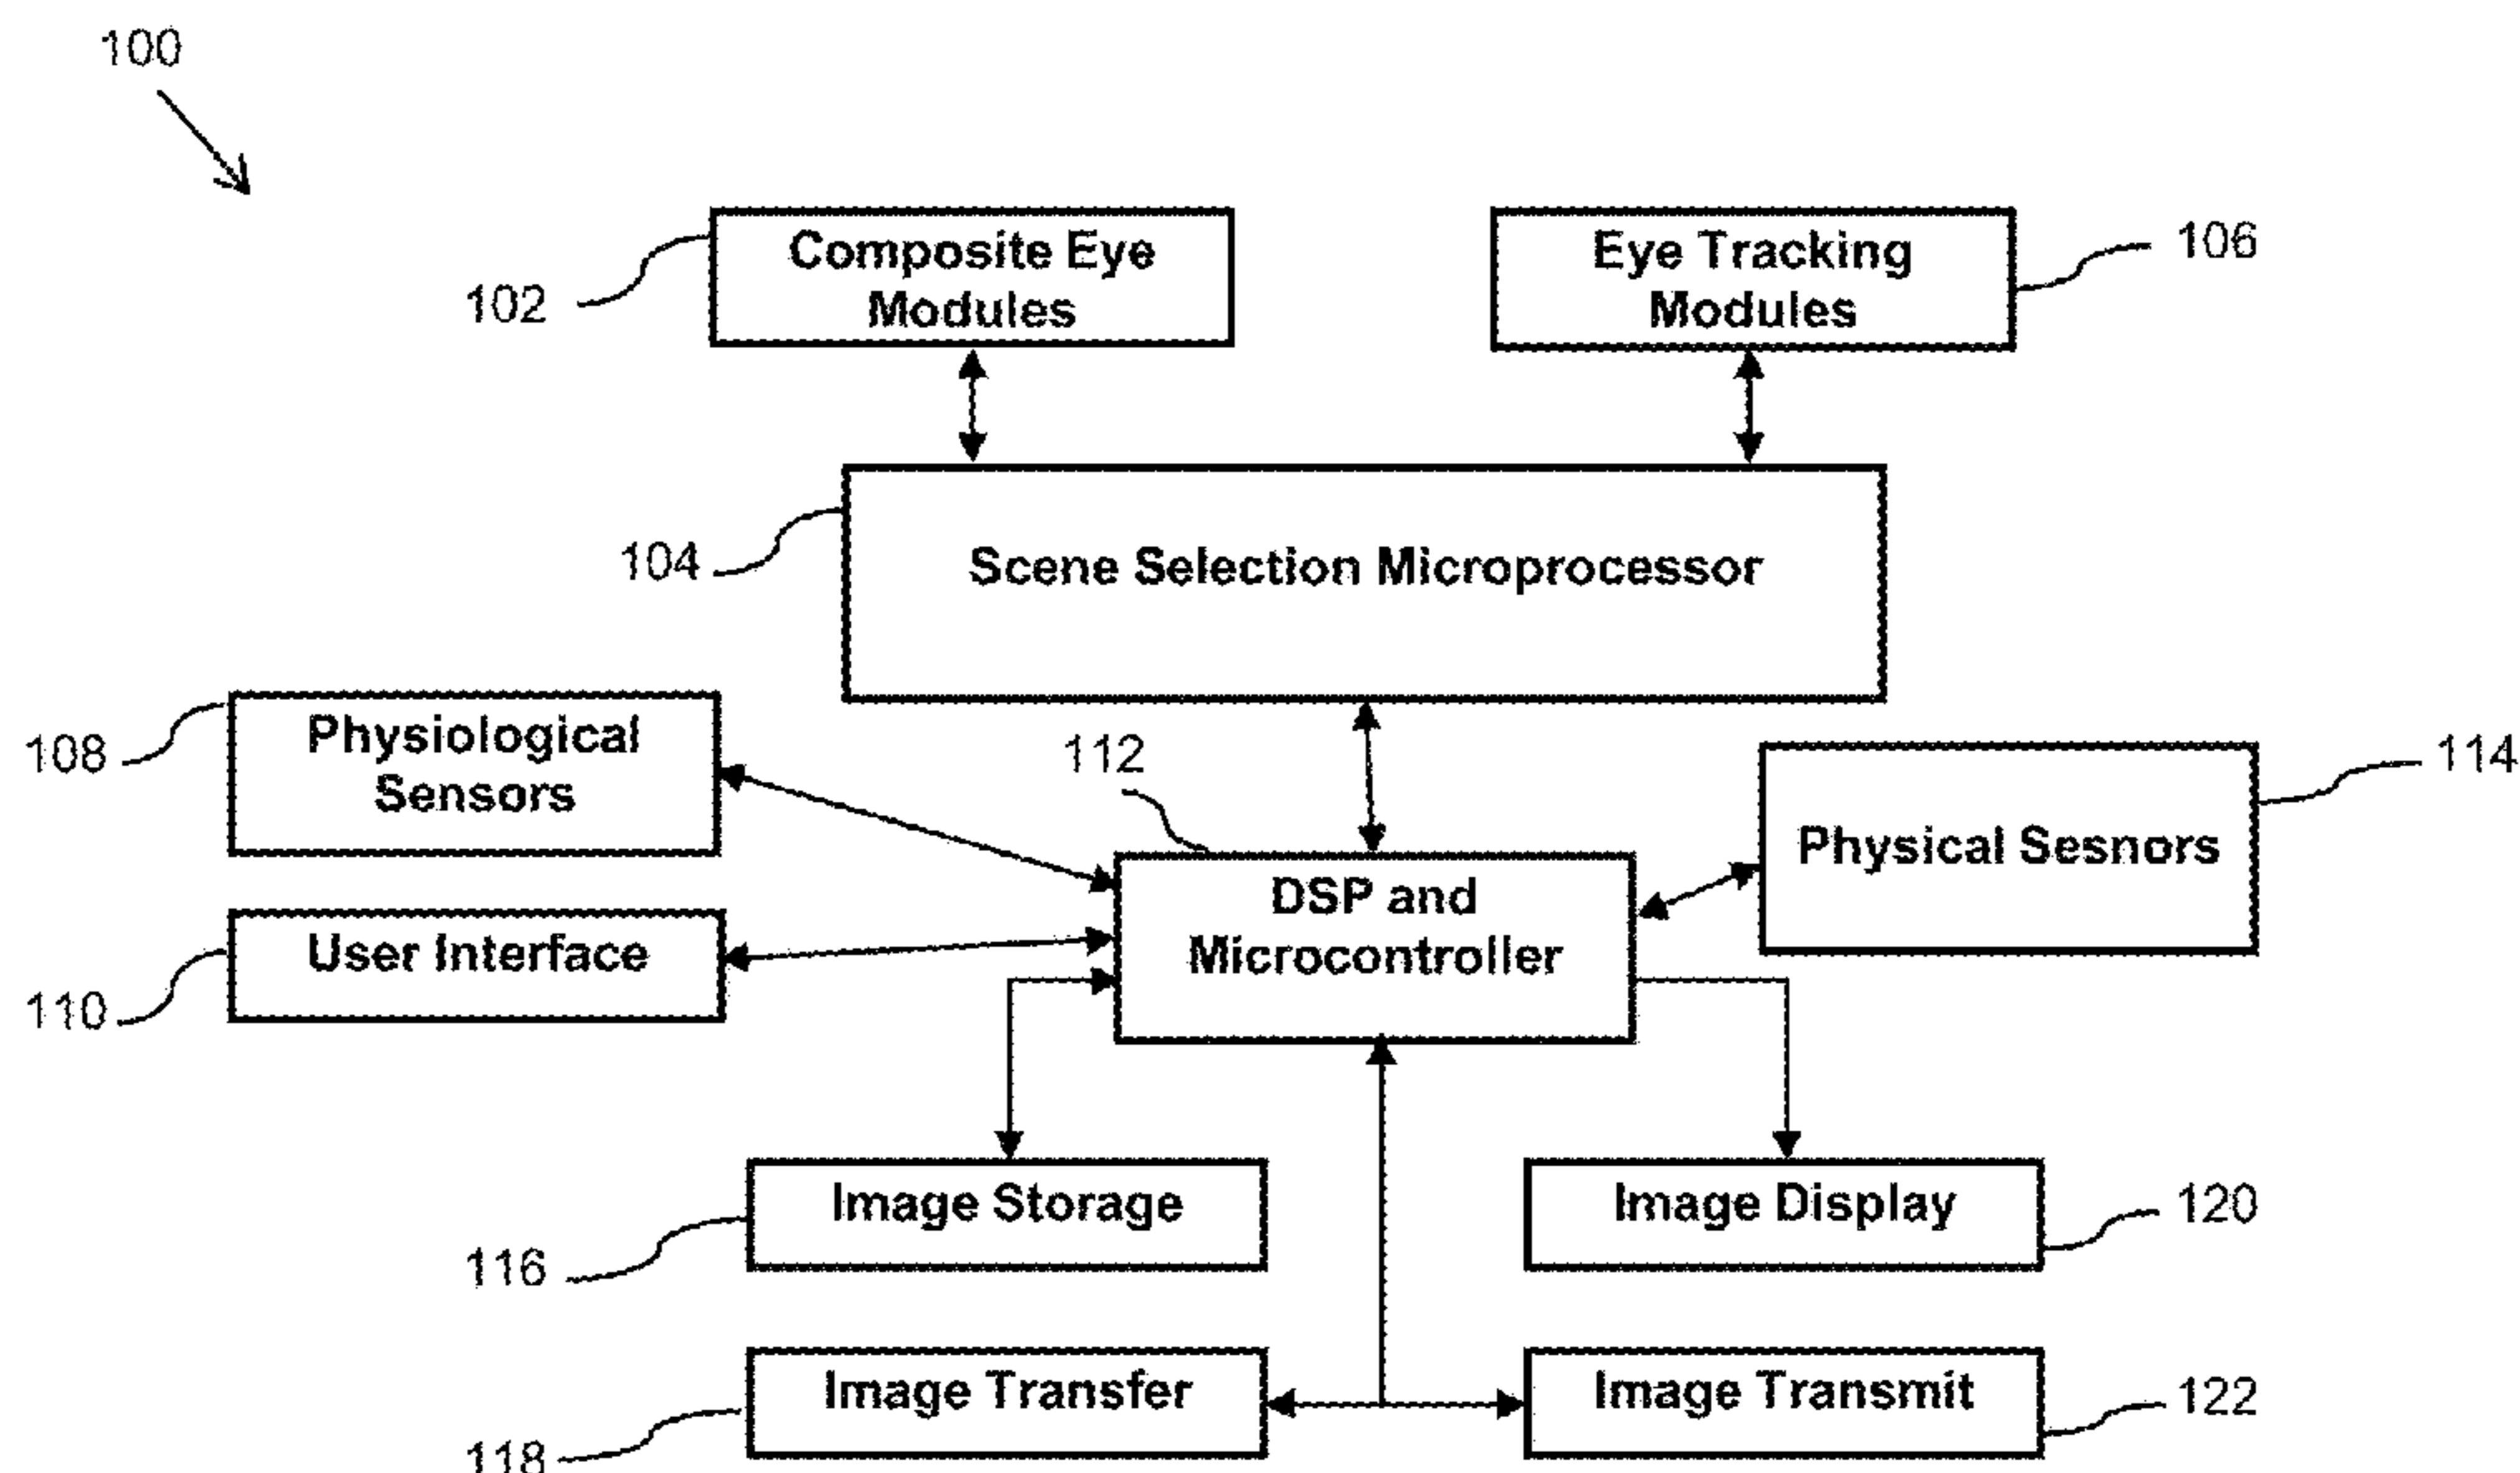 100
Composite Eye
Modules
102
Eye Tracking
Modules
106
Scene Selection Microprocessor
104
Physiological
Sensors
108
112
114
Physical Sesnors
DSP and
Microcontroller
User Interface
110
Image Storage
116
Image Display
120
Image Transfer
118
Image Transmit
122